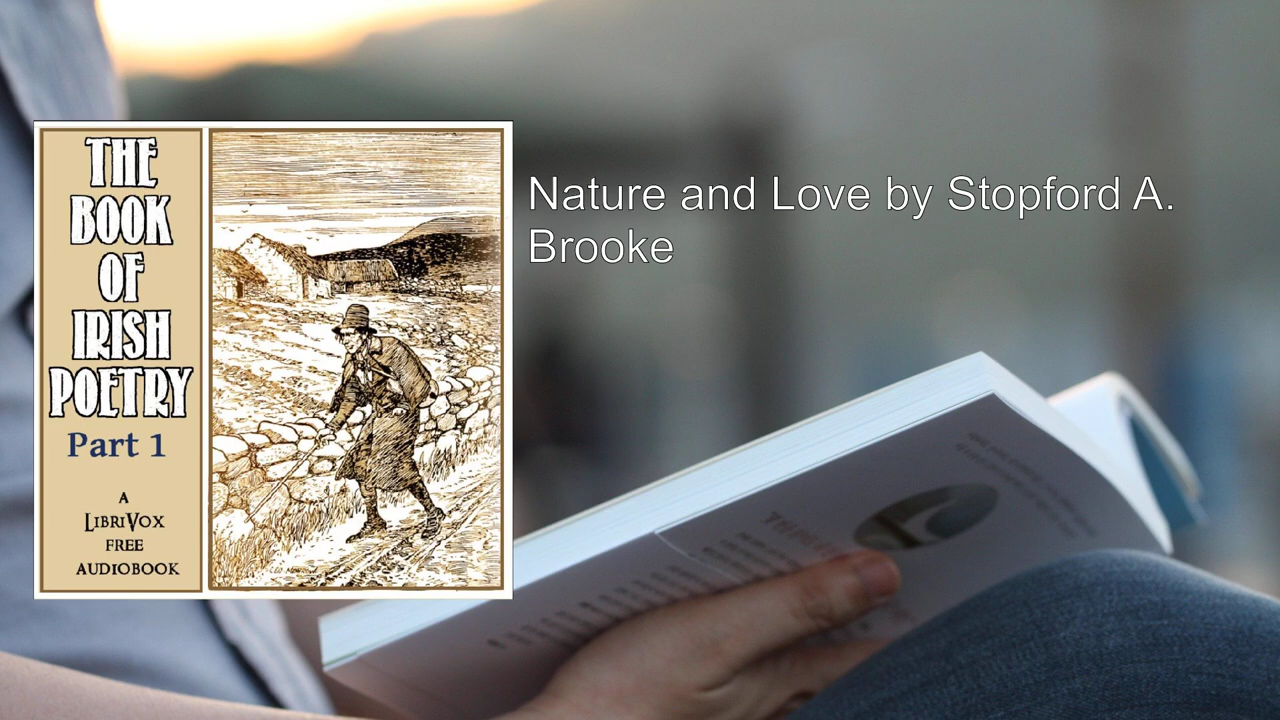 THE
BOOK
OF
IRISH
POETRY
Part 1
A
LIBRIVOX
FREE
AUDIOBOOK
Nature and Love by Stopford A.
Brooke